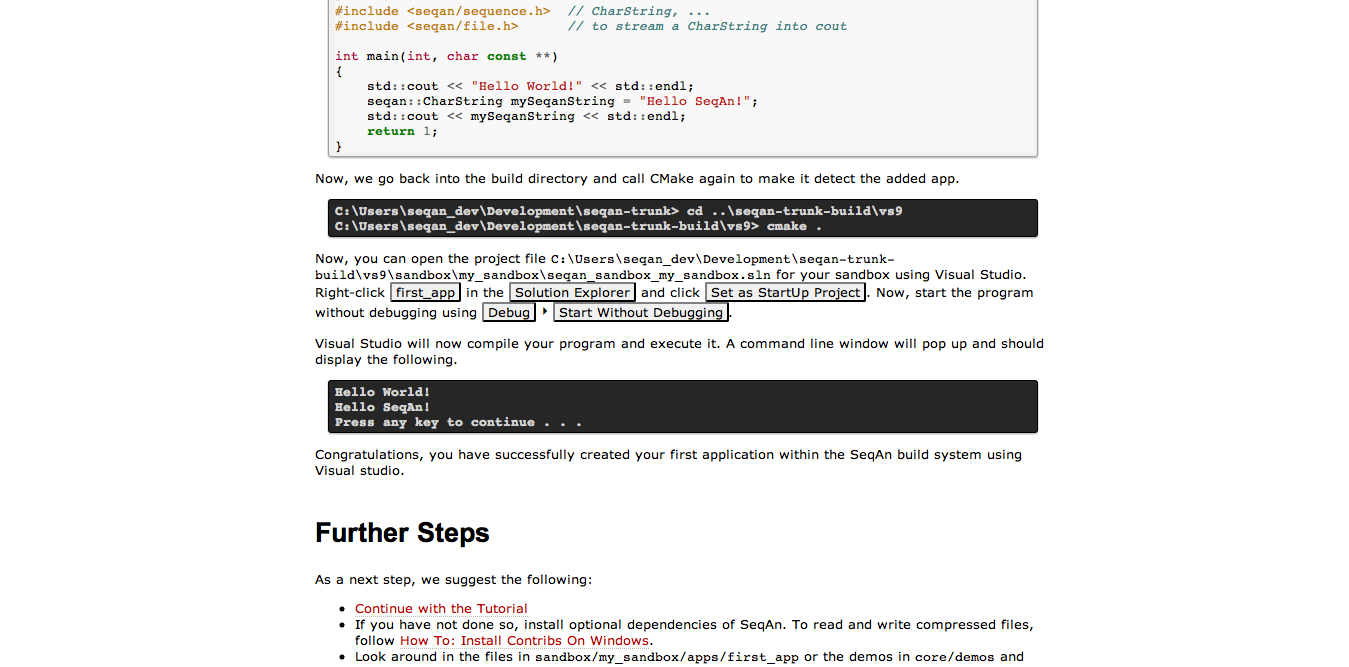 #include <seqan/sequence.h>  // CharString, ...
#include <seqan/file.h>      // to stream a CharString into cout
int main(int, char const **)
{
    std::cout << "Hello World!" << std::endl;
    seqan::CharString mySeqanString = "Hello SeqAn!";
    std::cout << mySeqanString << std::endl;
    return 1;
}
Now, we go back into the build directory and call CMake again to make it detect the added app.
C:\Users\seqan_dev\Development\seqan-trunk> cd ..\seqan-trunk-build\vs9
C:\Users\seqan_dev\Development\seqan-trunk-build\vs9> cmake .
Now, you can open the project file C:\Users\seqan_dev\Development\seqan-trunk-
build\vs9\sandbox\my_sandbox\seqan_sandbox_my_sandbox.sln for your sandbox using Visual Studio.
Right-click first_app in the Solution Explorer and click Set as StartUp Project. Now, start the program
without debugging using Debug ‣ Start Without Debugging.
Visual Studio will now compile your program and execute it. A command line window will pop up and should
display the following.
Hello World!
Hello SeqAn!
Press any key to continue . . .
Congratulations, you have successfully created your first application within the SeqAn build system using
Visual studio.
Further Steps
As a next step, we suggest the following:
• Continue with the Tutorial
• If you have not done so, install optional dependencies of SeqAn. To read and write compressed files,
follow How To: Install Contribs On Windows.
• Look around in the files in sandbox/my_sandbox/apps/first_app or the demos in core/demos and